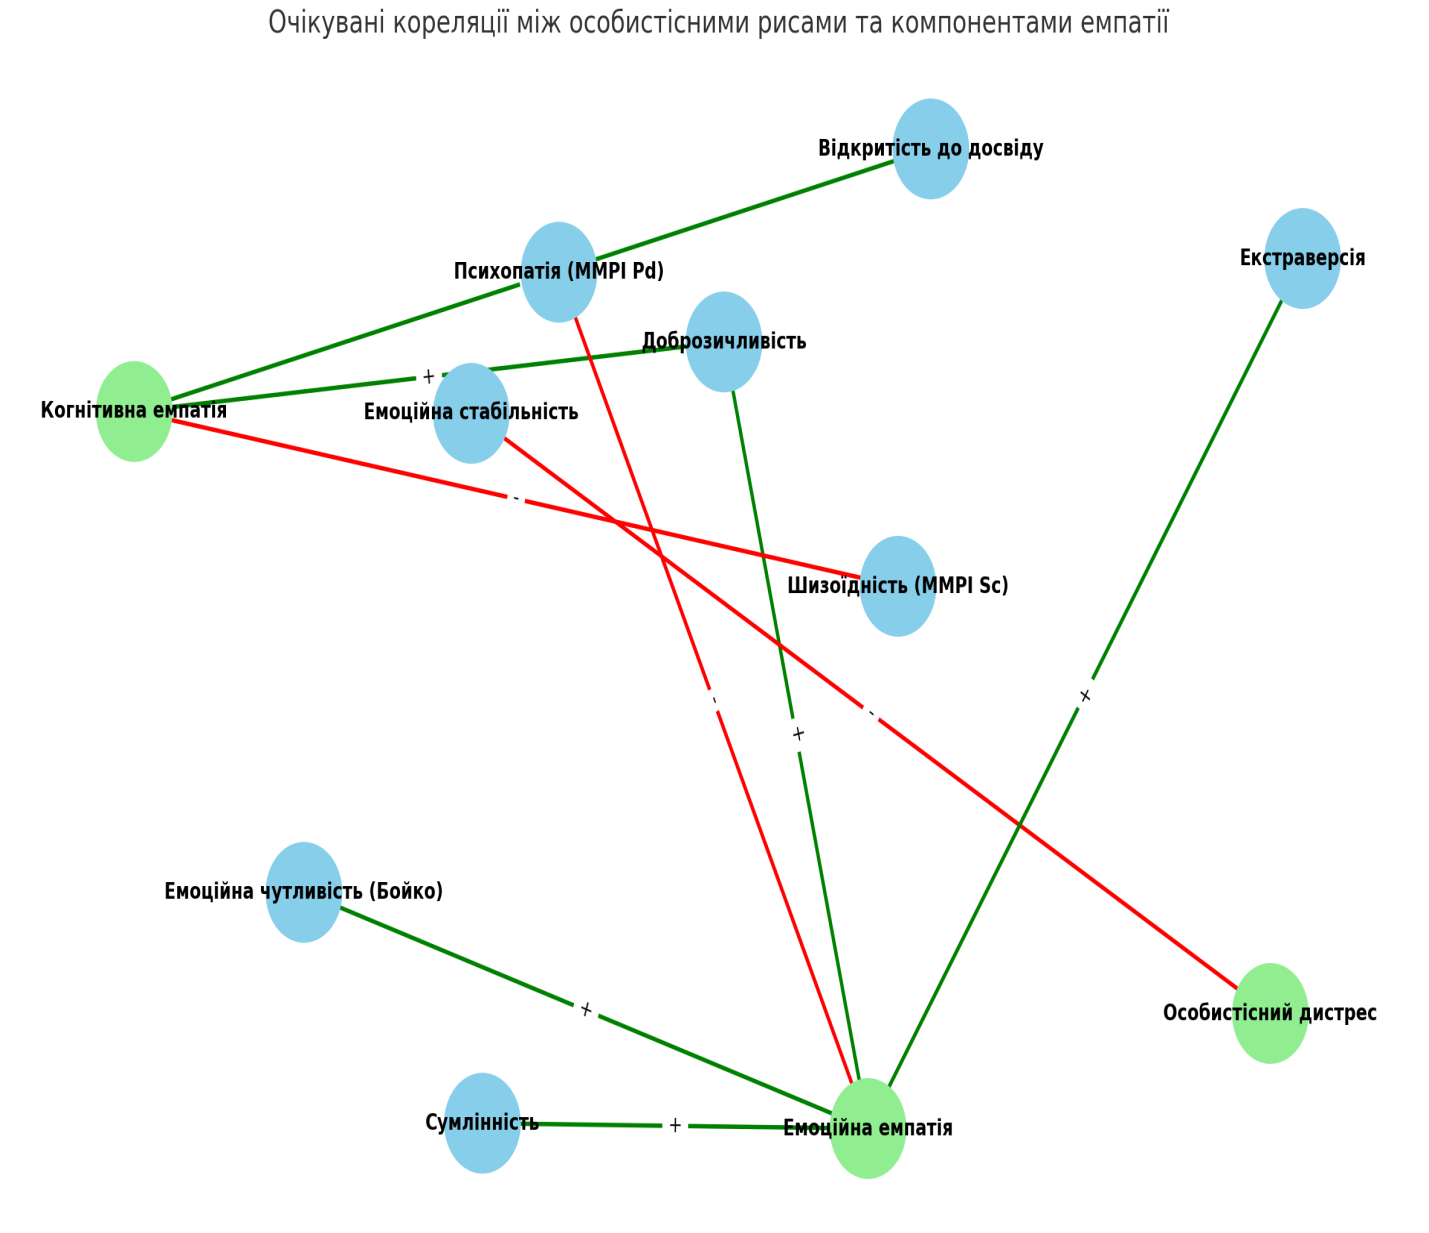 Очікувані кореляції між особистісними рисами та компонентами емпатії
Відкритість до досвіду
Екстраверсія
Психопатія (MMPI Pd)
Доброзичливість
+
Когнітивна емпатія
Емоційна стабільність
-
Шизоїдність (MMPI Sc)
-
+
-
+
Емоційна чутливість (Бойко)
+
Особистісний дистрес
Сумлінність
+
Емоційна емпатія